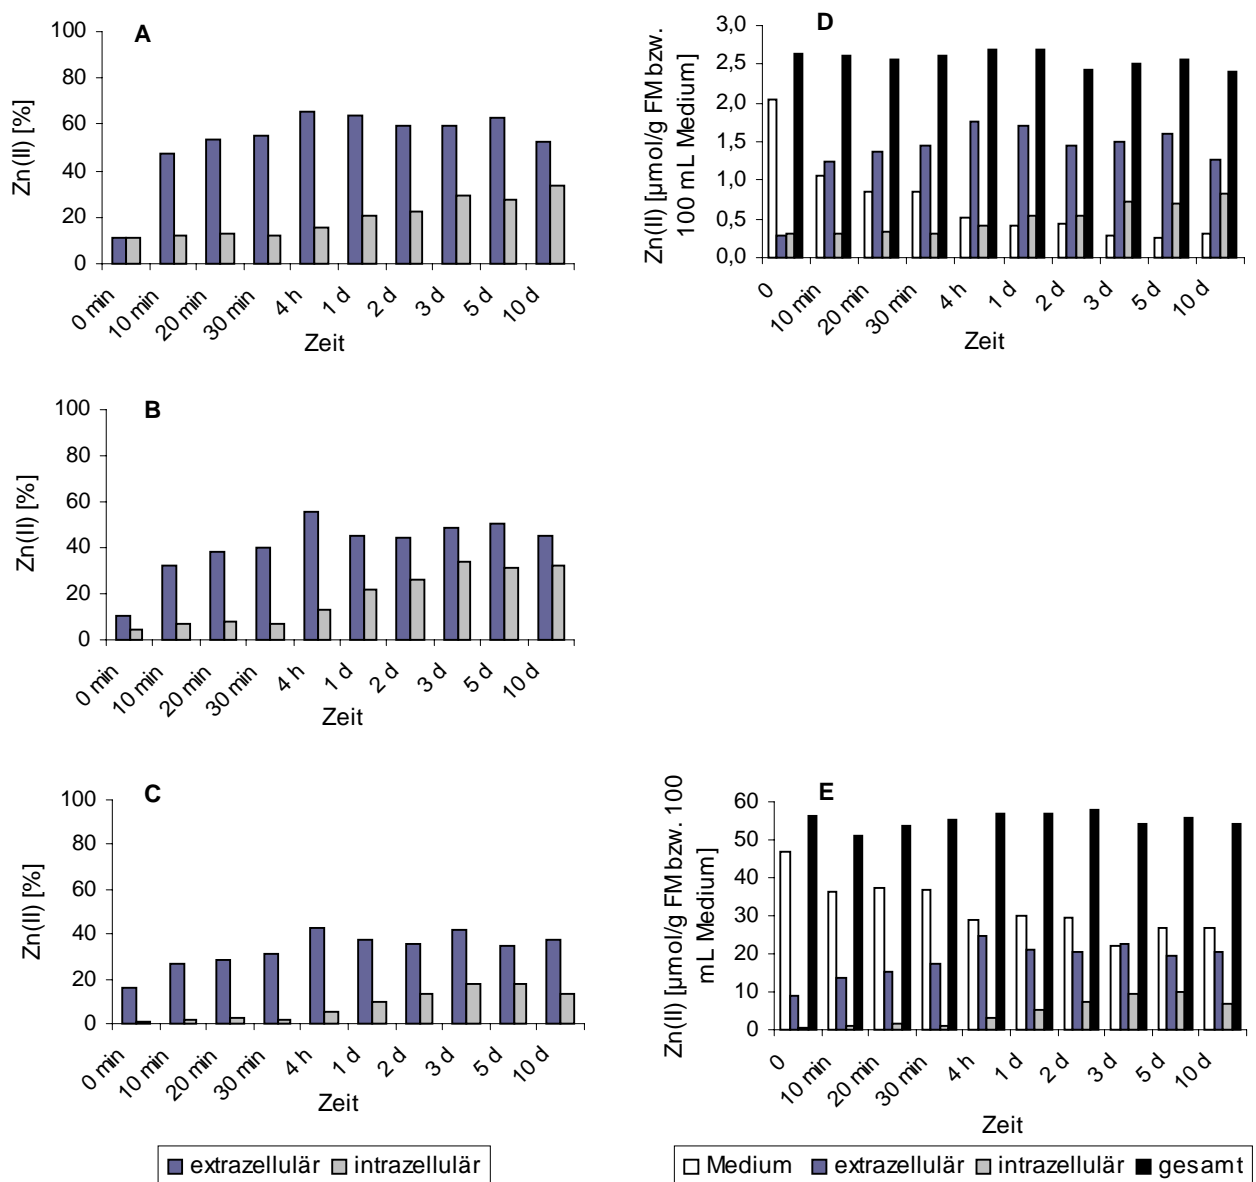 A
Zn(II) [%]
100
80
60
40
20
0
0 min
10 min
20 min
30 min
4 h
1 d
2 d
3 d
5 d
10 d
Zeit
D
Zn(II) [µmol/g FM bzw.
100 mL Medium]
3,0
2,5
2,0
1,5
1,0
0,5
0,0
0
10 min
20 min
30 min
4 h
1 d
2 d
3 d
5 d
10 d
Zeit
B
Zn(II) [%]
100
80
60
40
20
0
0 min
10 min
20 min
30 min
4 h
1 d
2 d
3 d
5 d
10 d
Zeit
C
Zn(II) [%]
100
80
60
40
20
0
0 min
10 min
20 min
30 min
4 h
1 d
2 d
3 d
5 d
10 d
Zeit
extrazellulär intrazellulär
E
Zn(II) [µmol/g FM bzw. 100
mL Medium]
60
50
40
30
20
10
0
0
10 min
20 min
30 min
4 h
1 d
2 d
3 d
5 d
10 d
Zeit
Medium extrazellulär intrazellulär gesamt